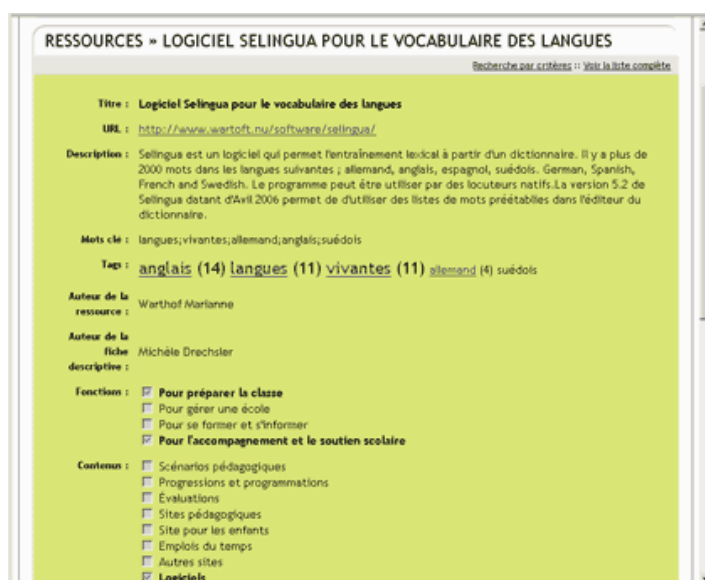 RESSOURCES » LOGICIEL SELINGUA POUR LE VOCABULAIRE DES LANGUES
Recherche par critères :: Voir la liste complète
Titre : Logiciel Selingua pour le vocabulaire des langues
URL : http://www.wartoft.nu/software/selingua/
Description : Selingua est un logiciel qui permet l'entraînement lexical à partir d'un dictionnaire. Il y a plus de
2000 mots dans les langues suivantes ; allemand, anglais, espagnol, suédois. German, Spanish,
French and Swedish. Le programme peut être utiliser par des locuteurs natifs.La version 5.2 de
Selingua datant d'Avil 2006 permet de d'utiliser des listes de mots préétablies dans l'éditeur du
dictionnaire.
Mots clé : langues;vivantes;allemand;anglais;suédois
Tags : anglais (14) langues (11) vivantes (11) allemand (4) suédois
Auteur de la
ressource : Warthof Marianne
Auteur de la
fiche
descriptive : Michèle Drechsler
Fonctions : Pour préparer la classe
Pour gérer une école
Pour se former et s'informer
Pour l'accompagnement et le soutien scolaire
Contenus : Scénarios pédagogiques
Progressions et programmations
Évaluations
Sites pédagogiques
Site pour les enfants
Emplois du temps
Autres sites
Logiciels